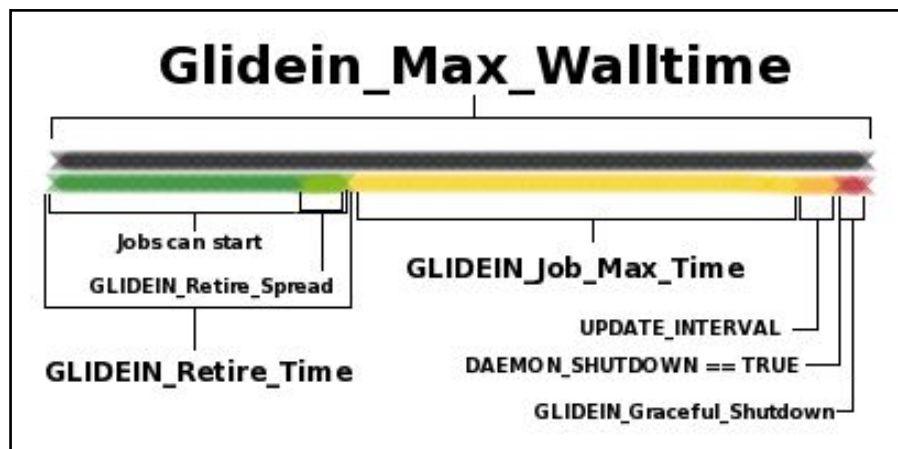 Glidein_Max_Walltime
Jobs can start
GLIDEIN_Retire_Spread
GLIDEIN_Job_Max_Time
UPDATE_INTERVAL
GLIDEIN_Retire_Time
DAEMON_SHUTDOWN == TRUE
GLIDEIN_Graceful_Shutdown